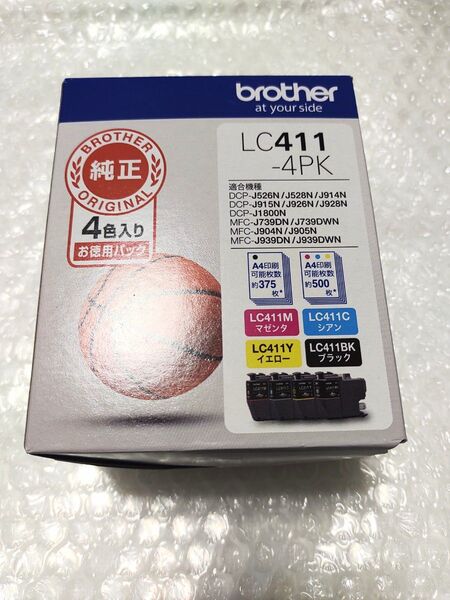 brother
at your side
BROTHER
純正
ORIGINAL
4色入り
お徳用パック
LC411
-4PK
適合機種
DCP-J526N/J528N/J914N
DCP-J915N/J926N/J928N
DCP-J1800N
MFC-J739DN/J739DWN
MFC-J904N/J905N
MFC-J939DN/J939DWN
A4印刷
可能枚数
約375
枚*
A4印刷
可能枚数
約500
枚*
LC411M
マゼンタ
LC411C
シアン
LC411Y
イエロー
LC411BK
ブラック